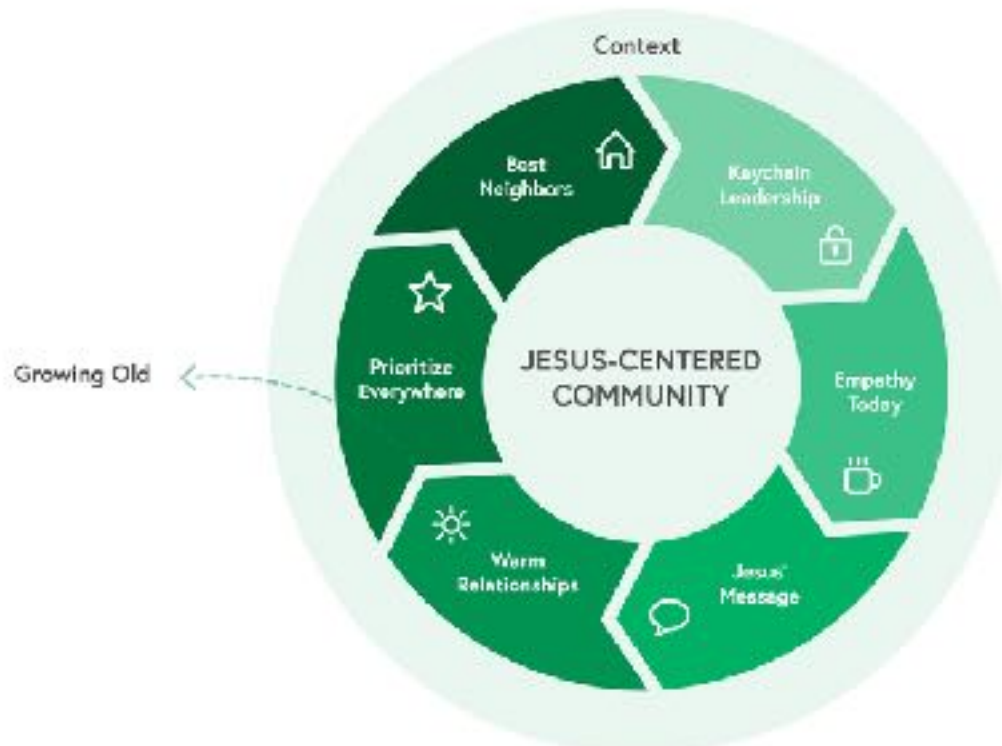 Context
Best
Neighbors
Keychain
Leadership
Growing Old
Prioritize
Everywhere
JESUS-CENTERED
COMMUNITY
Empathy
Today
Warm
Relationships
Jesus'
Message